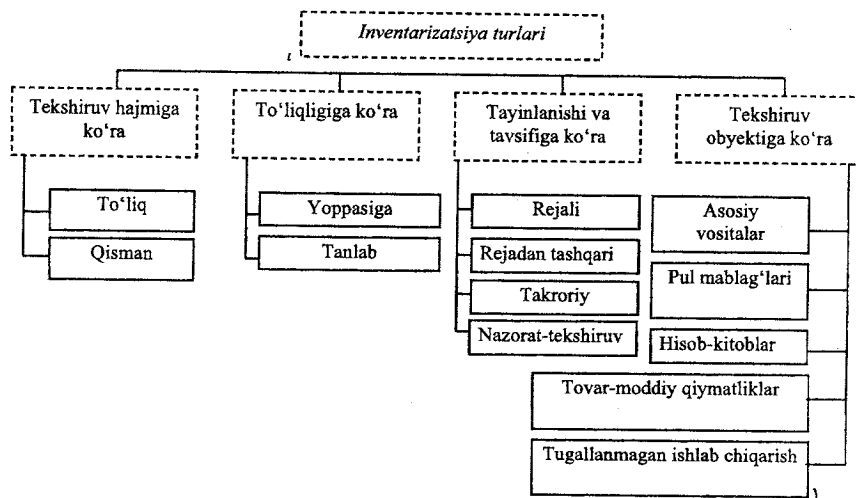 Inventarizatsiya turlari
Tekshiruv hajmiga
ko‘ra
To‘liq
Qisman
To‘liqligiga ko‘ra
Yoppasiga
Tanlab
Tayinlanishi va
tavsifiga ko‘ra
Rejali
Rejadan tashqari
Takroriy
Nazorat-tekshiruv
Tekshiruv
obyektiga ko‘ra
Asosiy
vositalar
Pul mablag‘lari
Hisob-kitoblar
Tovar-moddiy qiymatliklar
Tugallanmagan ishlab chiqarish